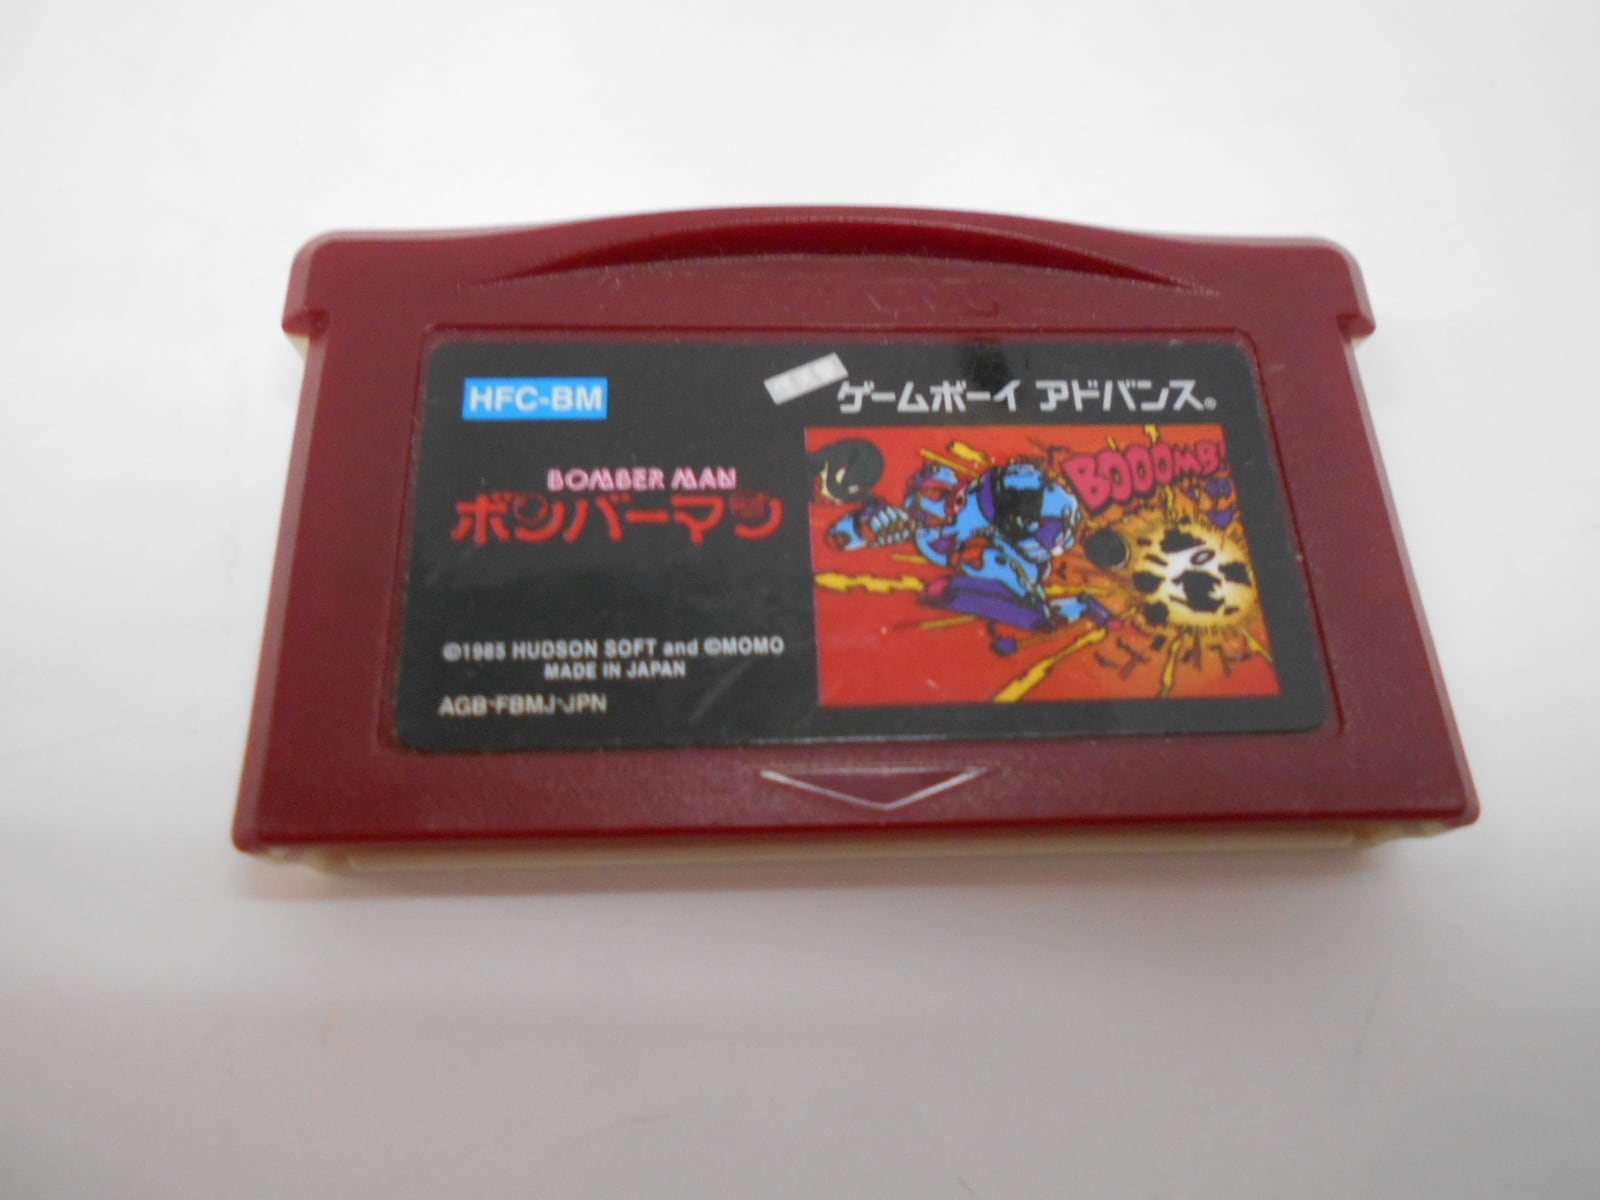 HFC-BM
ゲームボーイ アドバンス®
BOMBER MAN
ボンバーマン
BOOOMB!
©1985 HUDSON SOFT and ©MOMO
MADE IN JAPAN
AGB-FBMJ-JPN